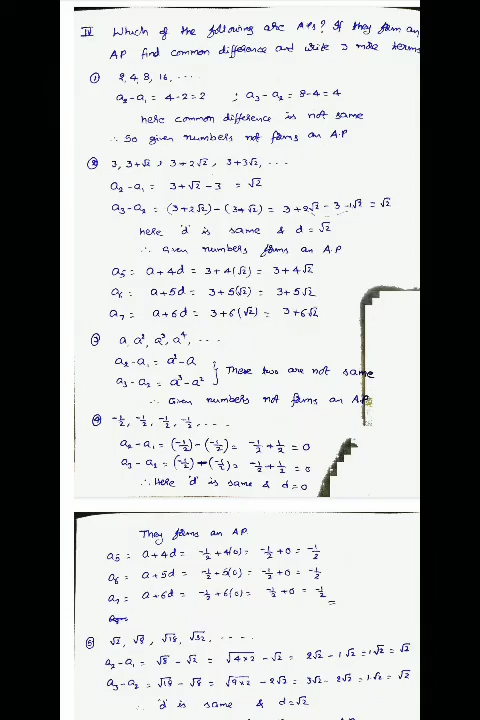 IV Which of the following are APs? If they form an
AP find common difference and write 3 more terms
① 2, 4, 8, 16, ....
a₂-a₁ = 4-2 = 2 ; a₃-a₂ = 8-4 = 4
here common difference is not same
∴ So given numbers not forms an A.P
② 3, 3+√2, 3+2√2, 3+3√2, ...
a₂-a₁ = 3+√2 -3 = √2
a₃-a₂ = (3+2√2)-(3+√2) = 3+2√2-3-1√2 = √2
here 'd' is same & d=√2
∴ Given numbers forms an A.P
a₅ = a+4d = 3+4(√2) = 3+4√2
a₆ = a+5d = 3+5(√2) = 3+5√2
a₇ = a+6d = 3+6(√2) = 3+6√2
③ a, a², a³, a⁴, ....
a₂-a₁ = a²-a
a₃-a₂ = a³-a² } These two are not same
∴ Given numbers not forms an A.P
④ -1/2, -1/2, -1/2, -1/2, ....
a₂-a₁ = (-1/2)-(-1/2) = -1/2+1/2 = 0
a₃-a₂ = (-1/2)-(-1/2) = -1/2+1/2 = 0
∴ Here 'd' is same & d=0
They forms an AP.
a₅ = a+4d = -1/2+4(0) = -1/2+0 = -1/2
a₆ = a+5d = -1/2+5(0) = -1/2+0 = -1/2
a₇ = a+6d = -1/2+6(0) = -1/2+0 = -1/2
⑤ √2, √8, √18, √32, ....
a₂-a₁ = √8-√2 = √4×2 -√2 = 2√2-1√2 = 1√2 = √2
a₃-a₂ = √18-√8 = √9×2 -2√2 = 3√2-2√2 = 1√2 = √2
∴ 'd' is same & d=√2